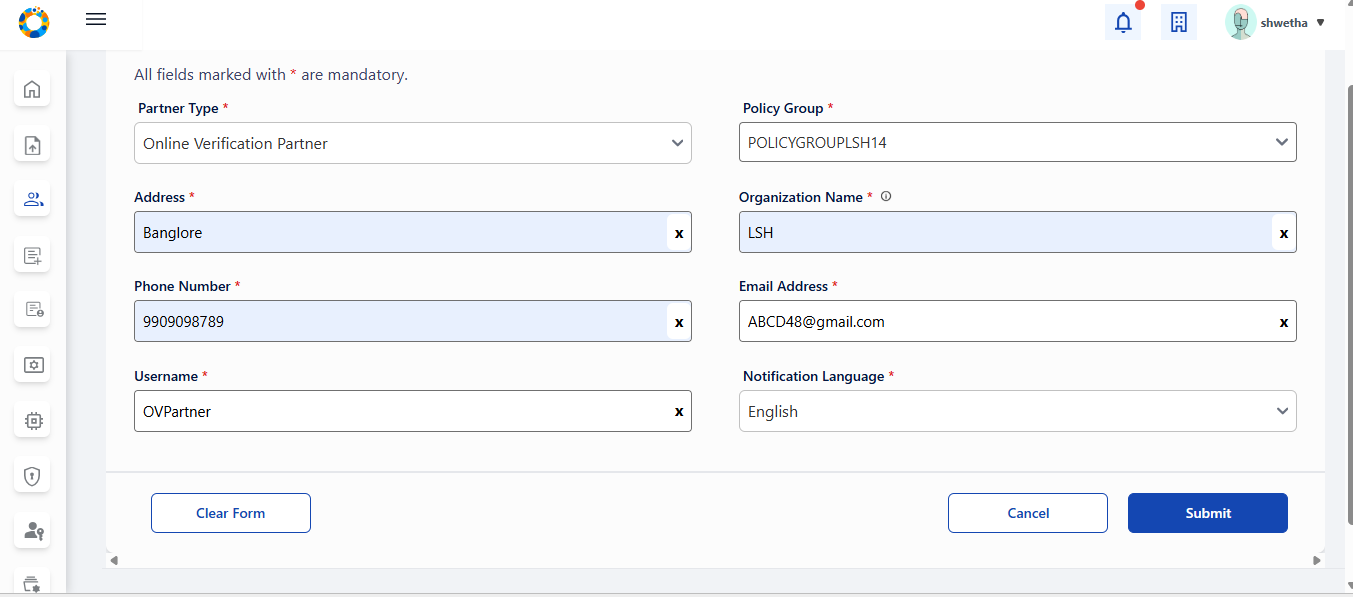 shwetha
All fields marked with * are mandatory.
Partner Type *
Policy Group *
Online Verification Partner
POLICYGROUPLSH14
Address *
Organization Name *
Banglore x
LSH x
Phone Number *
Email Address *
9909098789 x
ABCD48@gmail.com x
Username *
Notification Language *
OVPartner x
English
Clear Form
Cancel
Submit